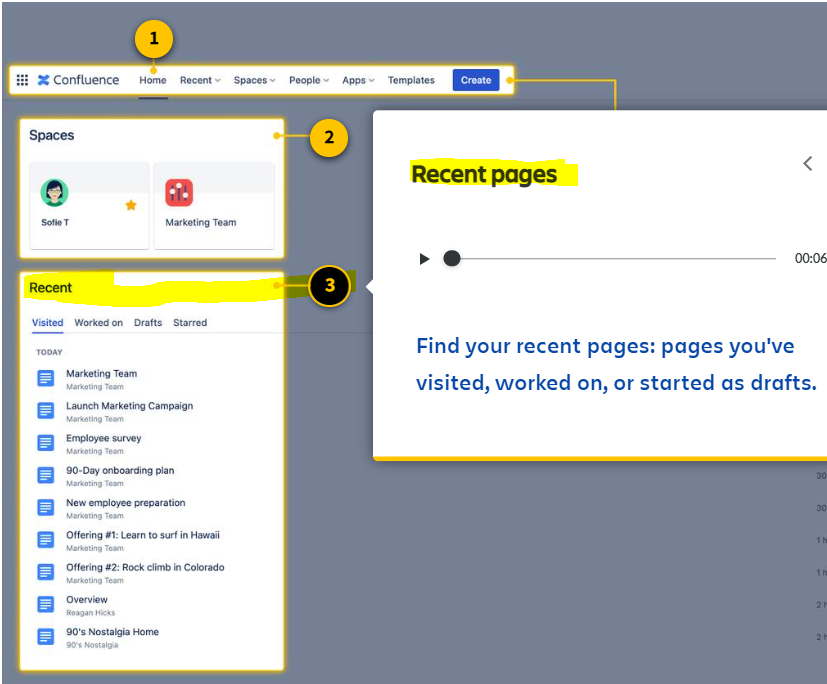 1
Confluence Home Recent Spaces People Apps Templates Create
Spaces
2
Sofie T
Marketing Team
Recent
3
Visited Worked on Drafts Starred
TODAY
Marketing Team
Marketing Team
Launch Marketing Campaign
Marketing Team
Employee survey
Marketing Team
90-Day onboarding plan
Marketing Team
New employee preparation
Marketing Team
Offering #1: Learn to surf in Hawaii
Marketing Team
Offering #2: Rock climb in Colorado
Marketing Team
Overview
Reagan Hicks
90's Nostalgia Home
90's Nostalgia
Recent pages
00:06
Find your recent pages: pages you've
visited, worked on, or started as drafts.
30
30
1 h
1 h
2 h
2 h